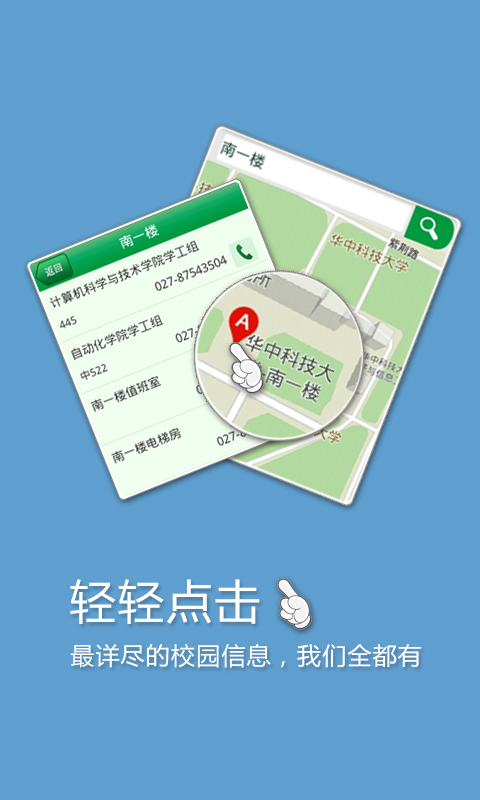 南一楼
紫荆路
华中科技大学
返回
南一楼
计算机科学与技术学院学工组
027-87543504
445
自动化学院学工组
027-
中522
南一楼值班室
南一楼电梯房
027-8
A
华中科技大
南一楼
华中科技大
大学
轻轻点击
最详尽的校园信息，我们全都有